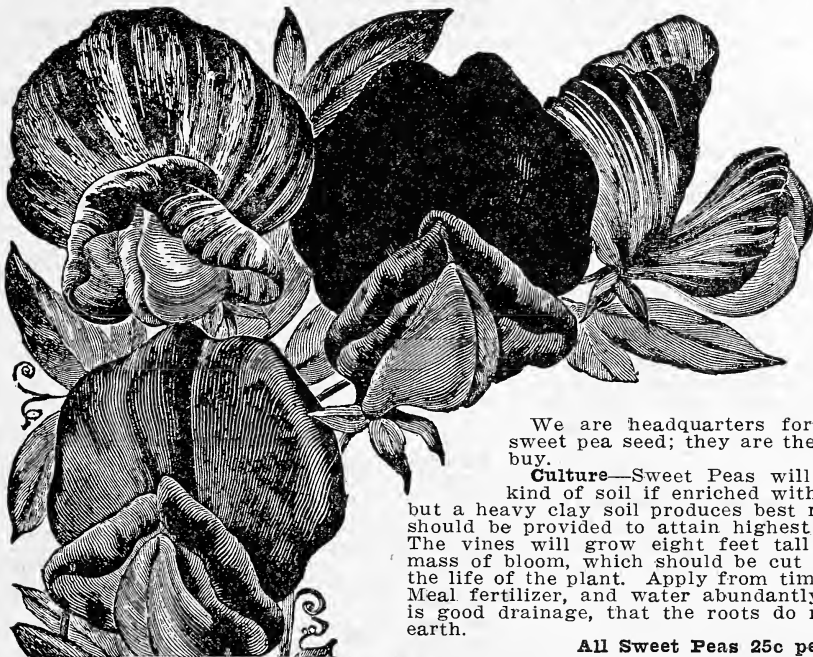 We are headquarters for
sweet pea seed; they are the
buy.
Culture—Sweet Peas will
kind of soil if enriched with
but a heavy clay soil produces best
should be provided to attain highest
The vines will grow eight feet tall
mass of bloom, which should be cut
the life of the plant. Apply from tim
Meal fertilizer, and water abundantly
is good drainage, that the roots do
earth.
All Sweet Peas 25c pe